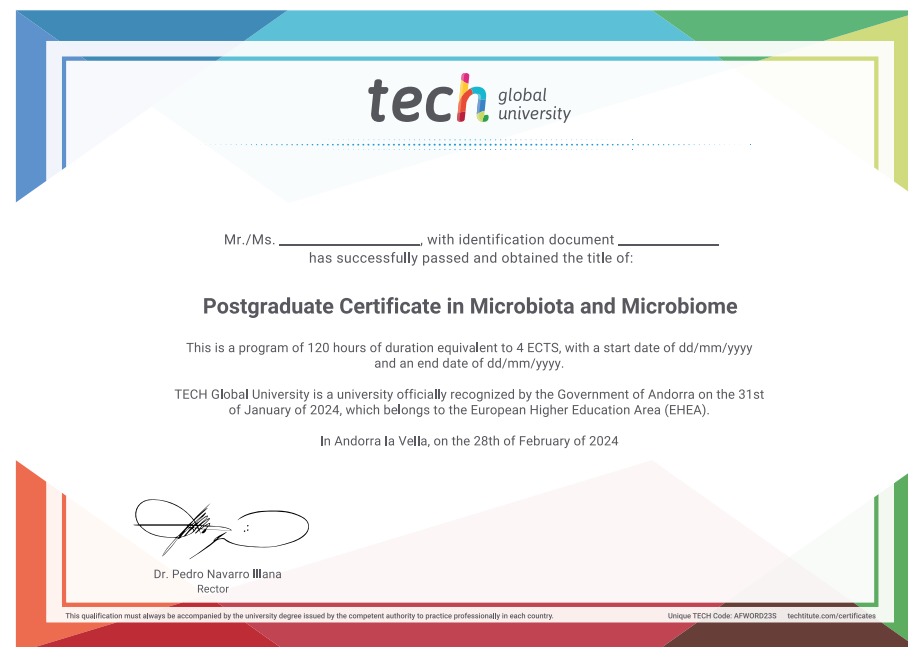 tech global university
Mr./Ms. ____________________, with identification document ______________
has successfully passed and obtained the title of:
Postgraduate Certificate in Microbiota and Microbiome
This is a program of 120 hours of duration equivalent to 4 ECTS, with a start date of dd/mm/yyyy
and an end date of dd/mm/yyyy.
TECH Global University is a university officially recognized by the Government of Andorra on the 31st
of January of 2024, which belongs to the European Higher Education Area (EHEA).
In Andorra la Vella, on the 28th of February of 2024
Dr. Pedro Navarro Illana
Rector
This qualification must always be accompanied by the university degree issued by the competent authority to practice professionally in each country.
Unique TECH Code: AFWORD23S techtitute.com/certificates